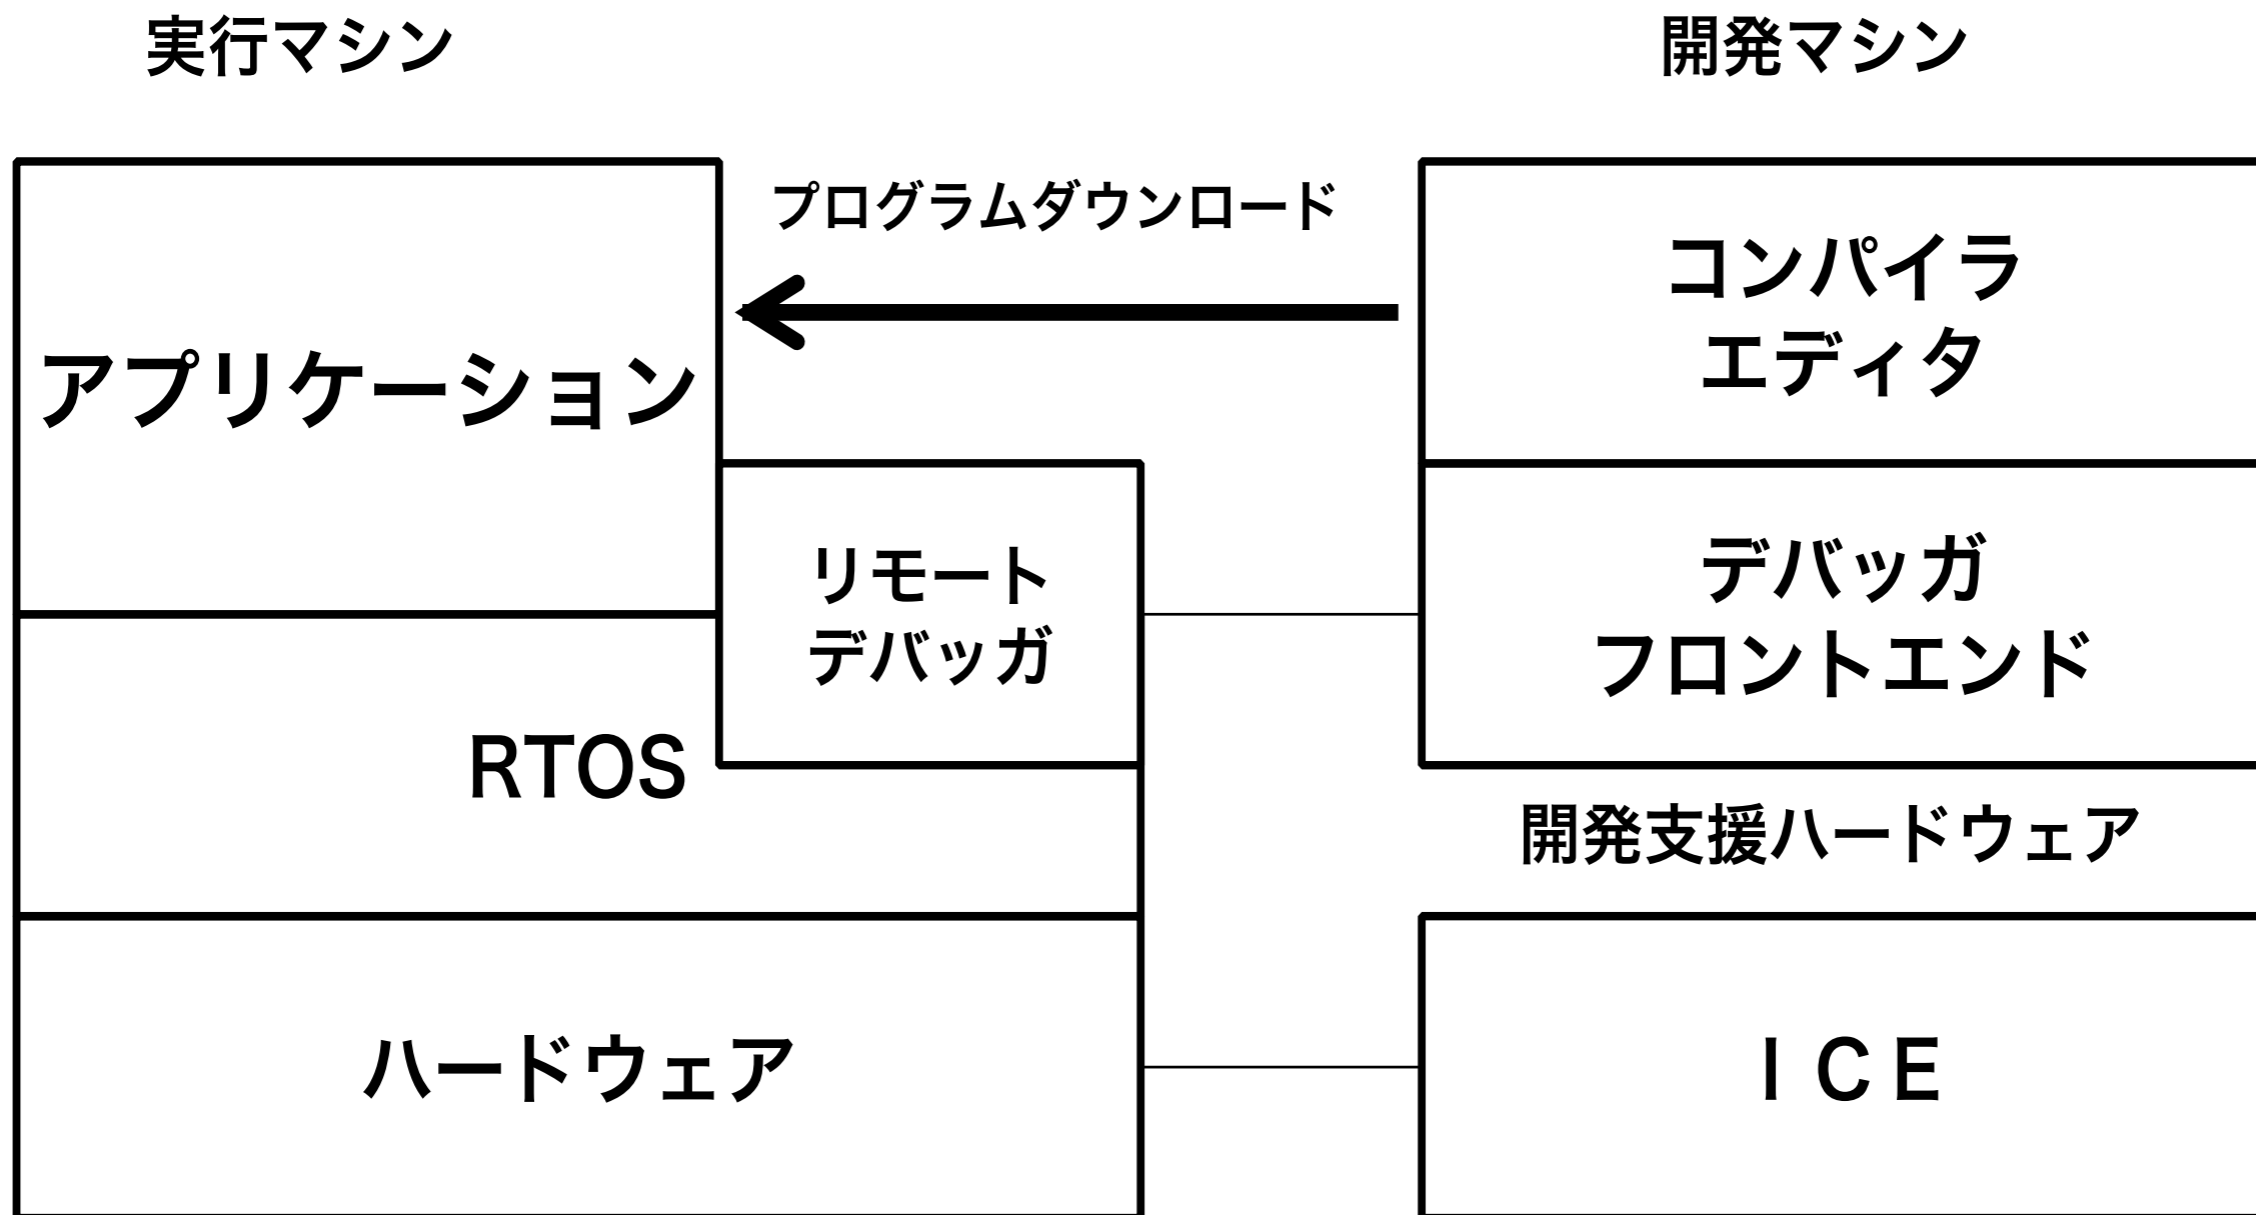 実行マシン
開発マシン
プログラムダウンロード
コンパイラ
エディタ
アプリケーション
リモート
デバッガ
デバッガ
フロントエンド
RTOS
開発支援ハードウェア
ハードウェア
ＩＣＥ